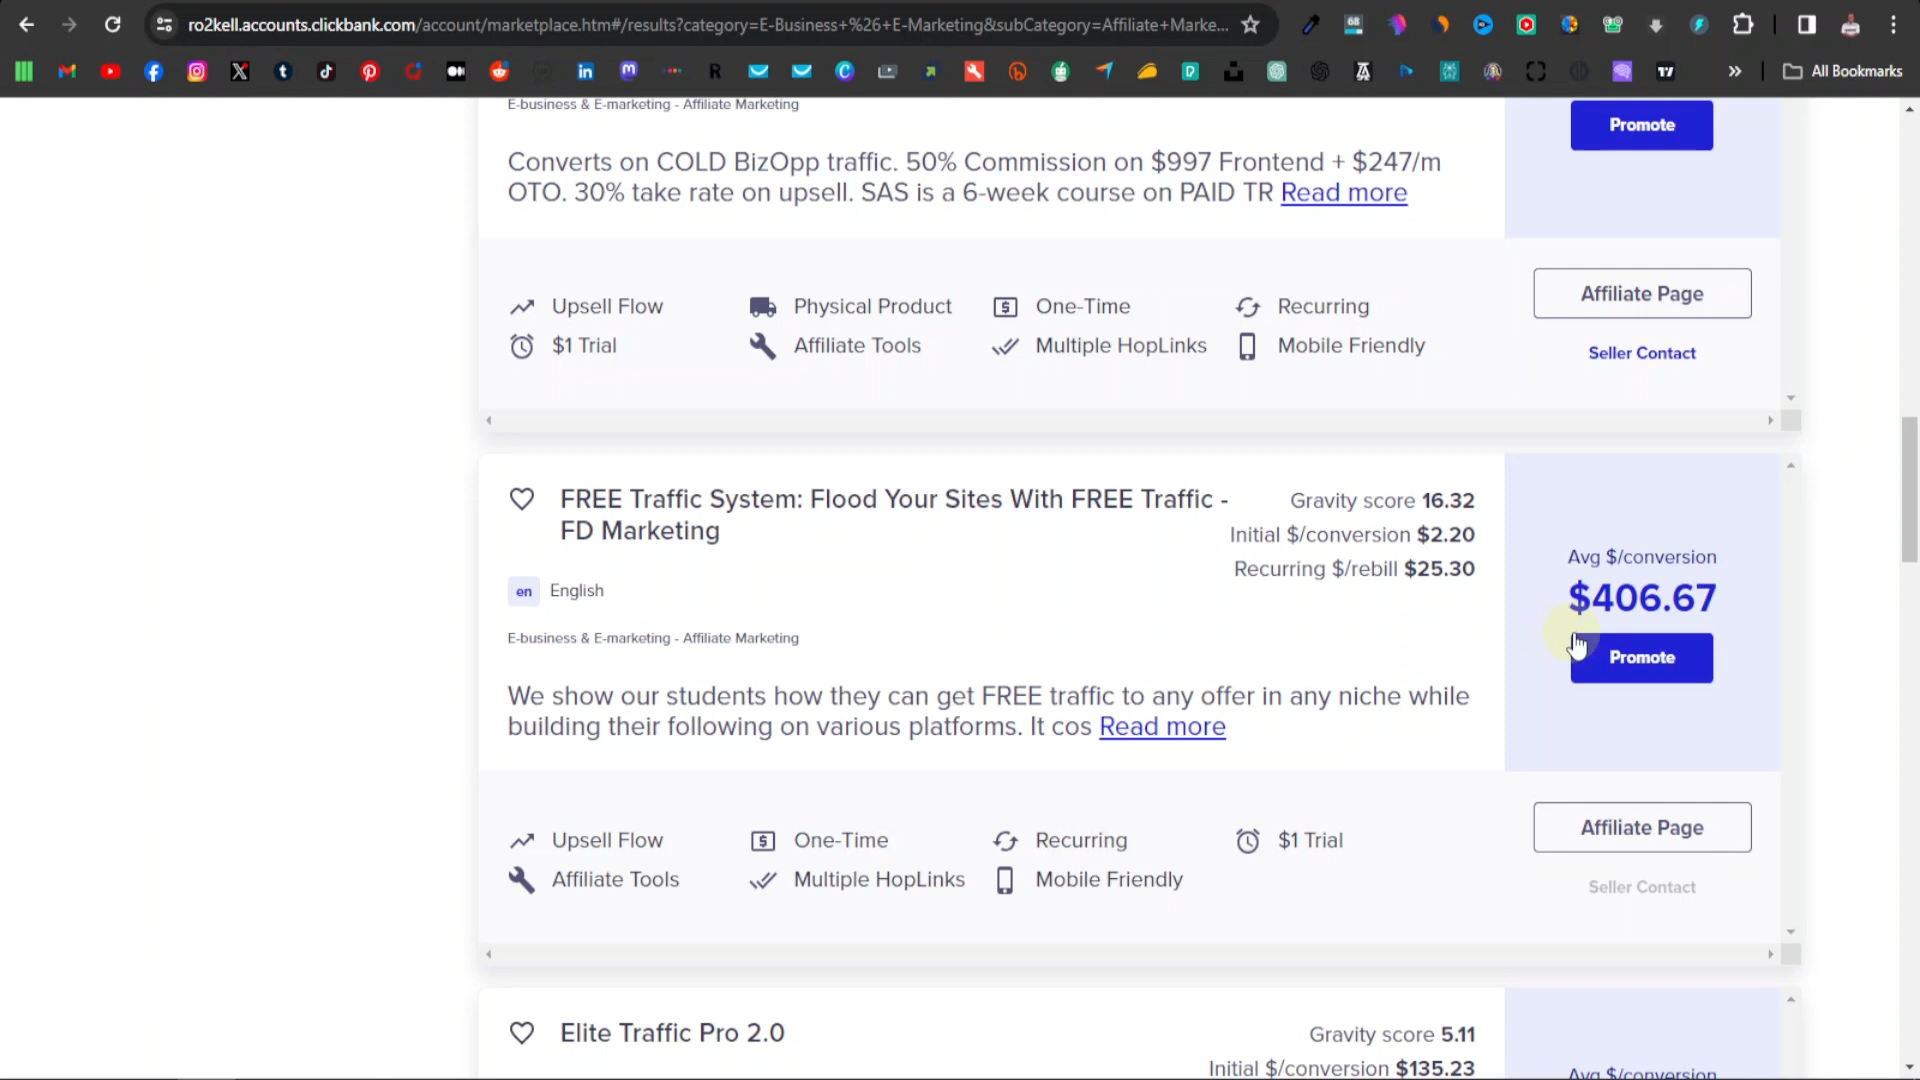 ro2kell.accounts.clickbank.com/account/marketplace.htm#/results?category=E-Business+%26+E-Marketing&subCategory=Affiliate+Marke...
68
All Bookmarks
E-business & E-marketing - Affiliate Marketing
Promote
Converts on COLD BizOpp traffic. 50% Commission on $997 Frontend + $247/m
OTO. 30% take rate on upsell. SAS is a 6-week course on PAID TR Read more
Upsell Flow
Physical Product
One-Time
Recurring
Affiliate Page
$1 Trial
Affiliate Tools
Multiple HopLinks
Mobile Friendly
Seller Contact
FREE Traffic System: Flood Your Sites With FREE Traffic -
FD Marketing
Gravity score 16.32
Initial $/conversion $2.20
Recurring $/rebill $25.30
Avg $/conversion
$406.67
Promote
en English
E-business & E-marketing - Affiliate Marketing
We show our students how they can get FREE traffic to any offer in any niche while
building their following on various platforms. It cos Read more
Upsell Flow
One-Time
Recurring
$1 Trial
Affiliate Page
Affiliate Tools
Multiple HopLinks
Mobile Friendly
Seller Contact
Elite Traffic Pro 2.0
Gravity score 5.11
Initial $/conversion $135.23
Avg $/conversion